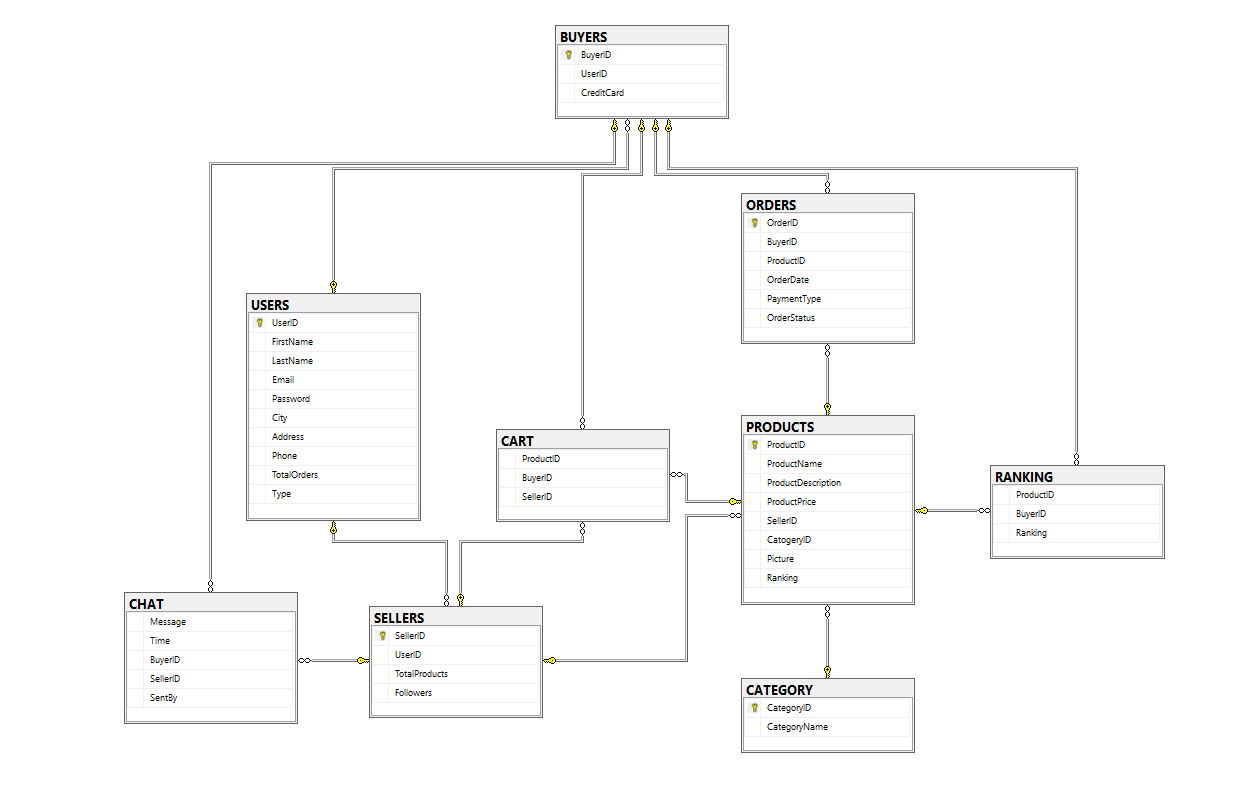 BUYERS
BuyerID
UserID
CreditCard
ORDERS
OrderID
BuyerID
ProductID
OrderDate
PaymentType
OrderStatus
USERS
UserID
FirstName
LastName
Email
Password
City
Address
Phone
TotalOrders
Type
CART
ProductID
BuyerID
SellerID
PRODUCTS
ProductID
ProductName
ProductDescription
ProductPrice
SellerID
CatogeryID
Picture
Ranking
RANKING
ProductID
BuyerID
Ranking
CHAT
Message
Time
BuyerID
SellerID
SentBy
SELLERS
SellerID
UserID
TotalProducts
Followers
CATEGORY
CategoryID
CategoryName